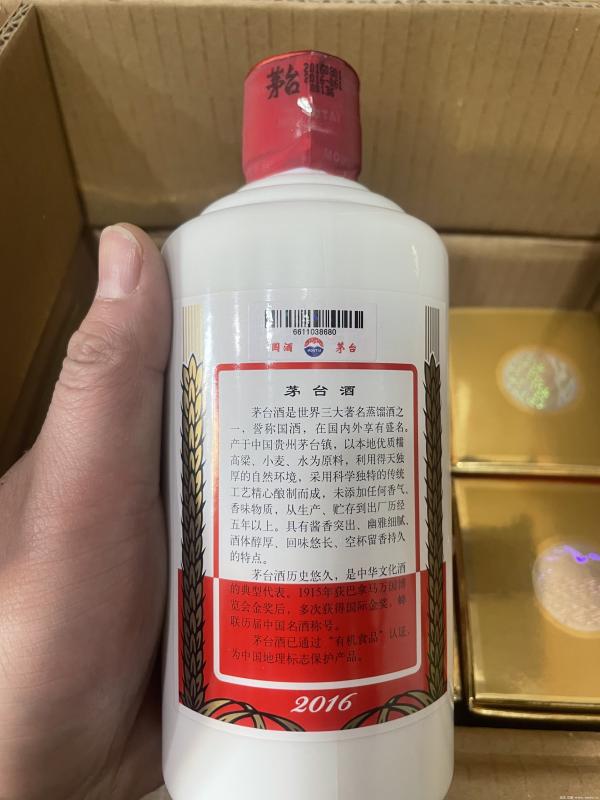 茅台
6611038680
国酒 茅台
茅台酒
茅台酒是世界三大著名蒸馏酒之
一，誉称国酒，在国内外享有盛名。
产于中国贵州茅台镇，以本地优质糯
高粱、小麦、水为原料，利用得天独
厚的自然环境，采用科学独特的传统
工艺精心酿制而成，未添加任何香气、
香味物质，从生产、贮存到出厂历经
五年以上。具有酱香突出、幽雅细腻、
酒体醇厚、回味悠长、空杯留香持久
的特点。
茅台酒历史悠久，是中华文化酒
的典型代表。1915年获巴拿马万国博
览会金奖后，多次获得国际金奖，蝉
联历届中国名酒称号。
茅台酒已通过“有机食品”认证，
为中国地理标志保护产品。
2016